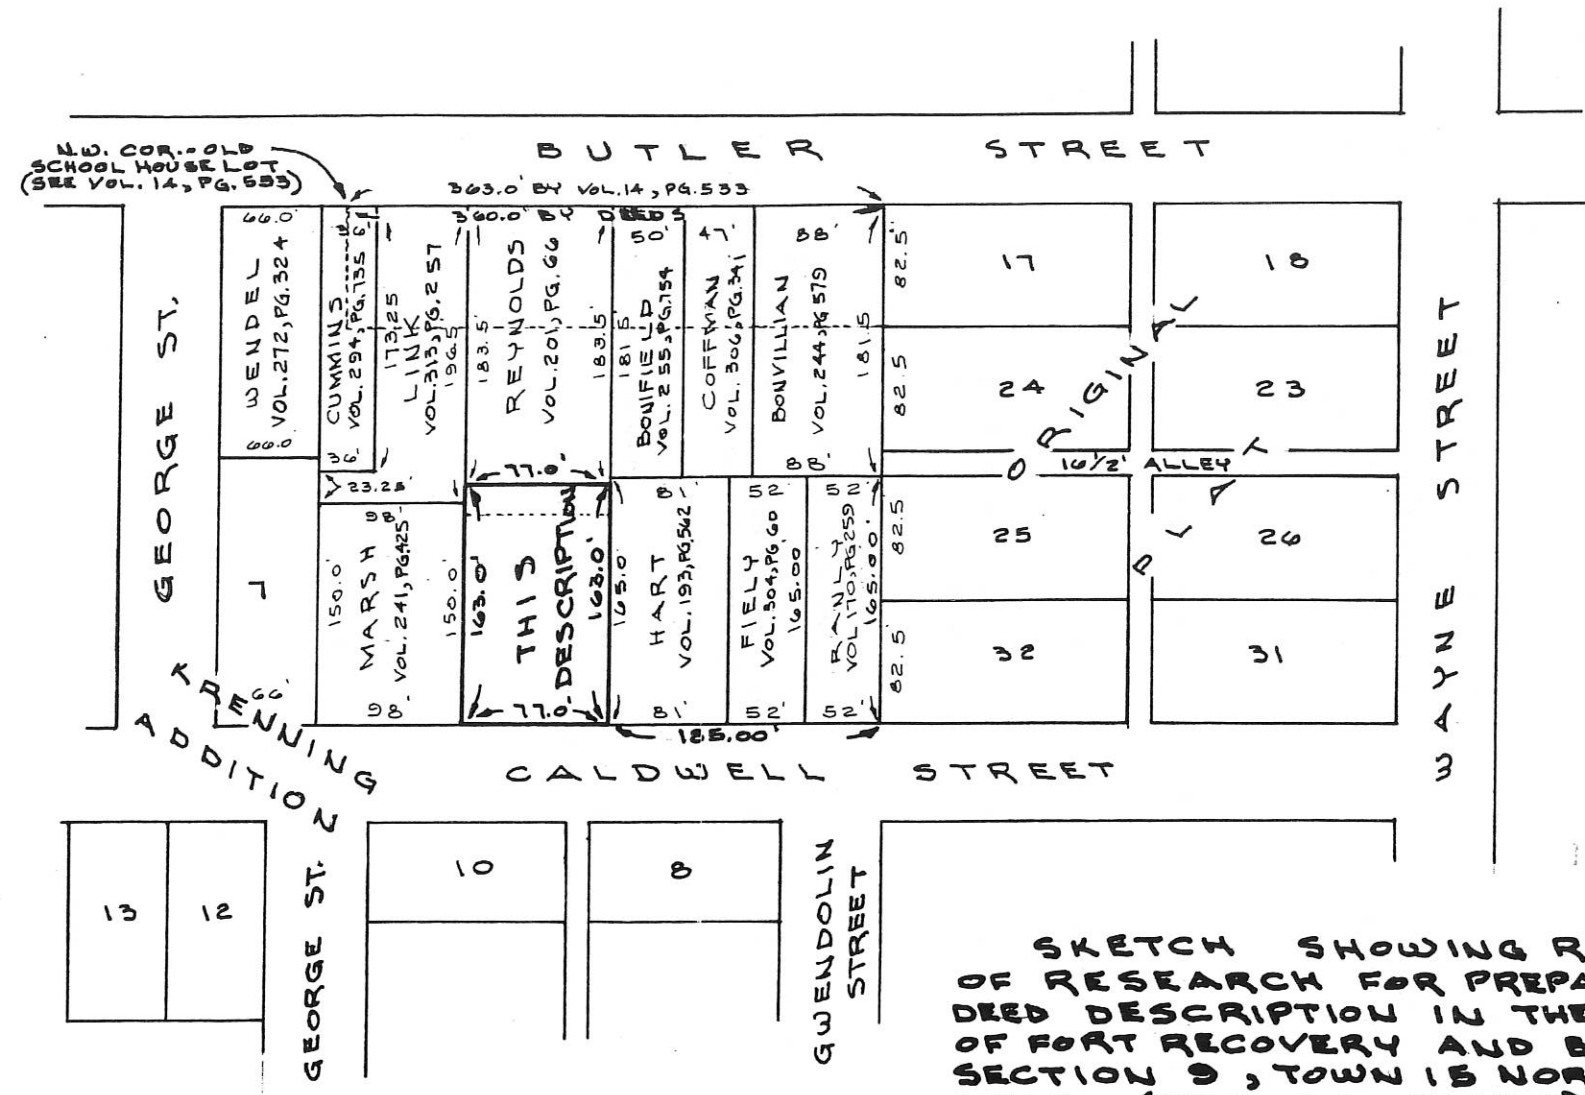 N.W. COR.-OLD
SCHOOL HOUSE LOT
(SEE VOL. 14, PG. 533)
BUTLER STREET
363.0' BY VOL.14, PG.533
360.0' BY DEEDS
66.0'
WENDEL
VOL.272, PG.324
66.0
6'
CUMMINS
VOL. 294, PG.735
36'
173.25
LINK
VOL.313, PG.257
196.5
23.25'
183.5'
REYNOLDS
VOL.201, PG.66
183.5'
77.0'
50'
181.5'
BONIFIELD
VOL.255, PG.754
47'
COFFMAN
VOL.306, PG.341
88'
BONVILLIAN
VOL.244, PG 579
181.5
88'
82.5'
82.5
82.5
82.5
17
18
24
23
16 1/2' ALLEY
ORIGINAL
PLAT
25
26
32
31
GEORGE ST.
WAYNE STREET
7
66'
98'
150.0'
MARSH
VOL.241, PG425
150.0'
98'
163.0'
THIS
DESCRIPTION
163.0'
77.0'
81'
165.0'
HART
VOL.193, PG562
81'
52'
FIELY
VOL.304, PG,60
165.00
52'
52'
RANLY
VOL170, PG259
165.00'
52'
185.00'
KRENNING
ADDITION
CALDWELL STREET
13
12
GEORGE ST.
10
8
GWENDOLIN
STREET
SKETCH SHOWING R
OF RESEARCH FOR PREPA
DEED DESCRIPTION IN THE
OF FORT RECOVERY AND B
SECTION 9, TOWN 15 NOR